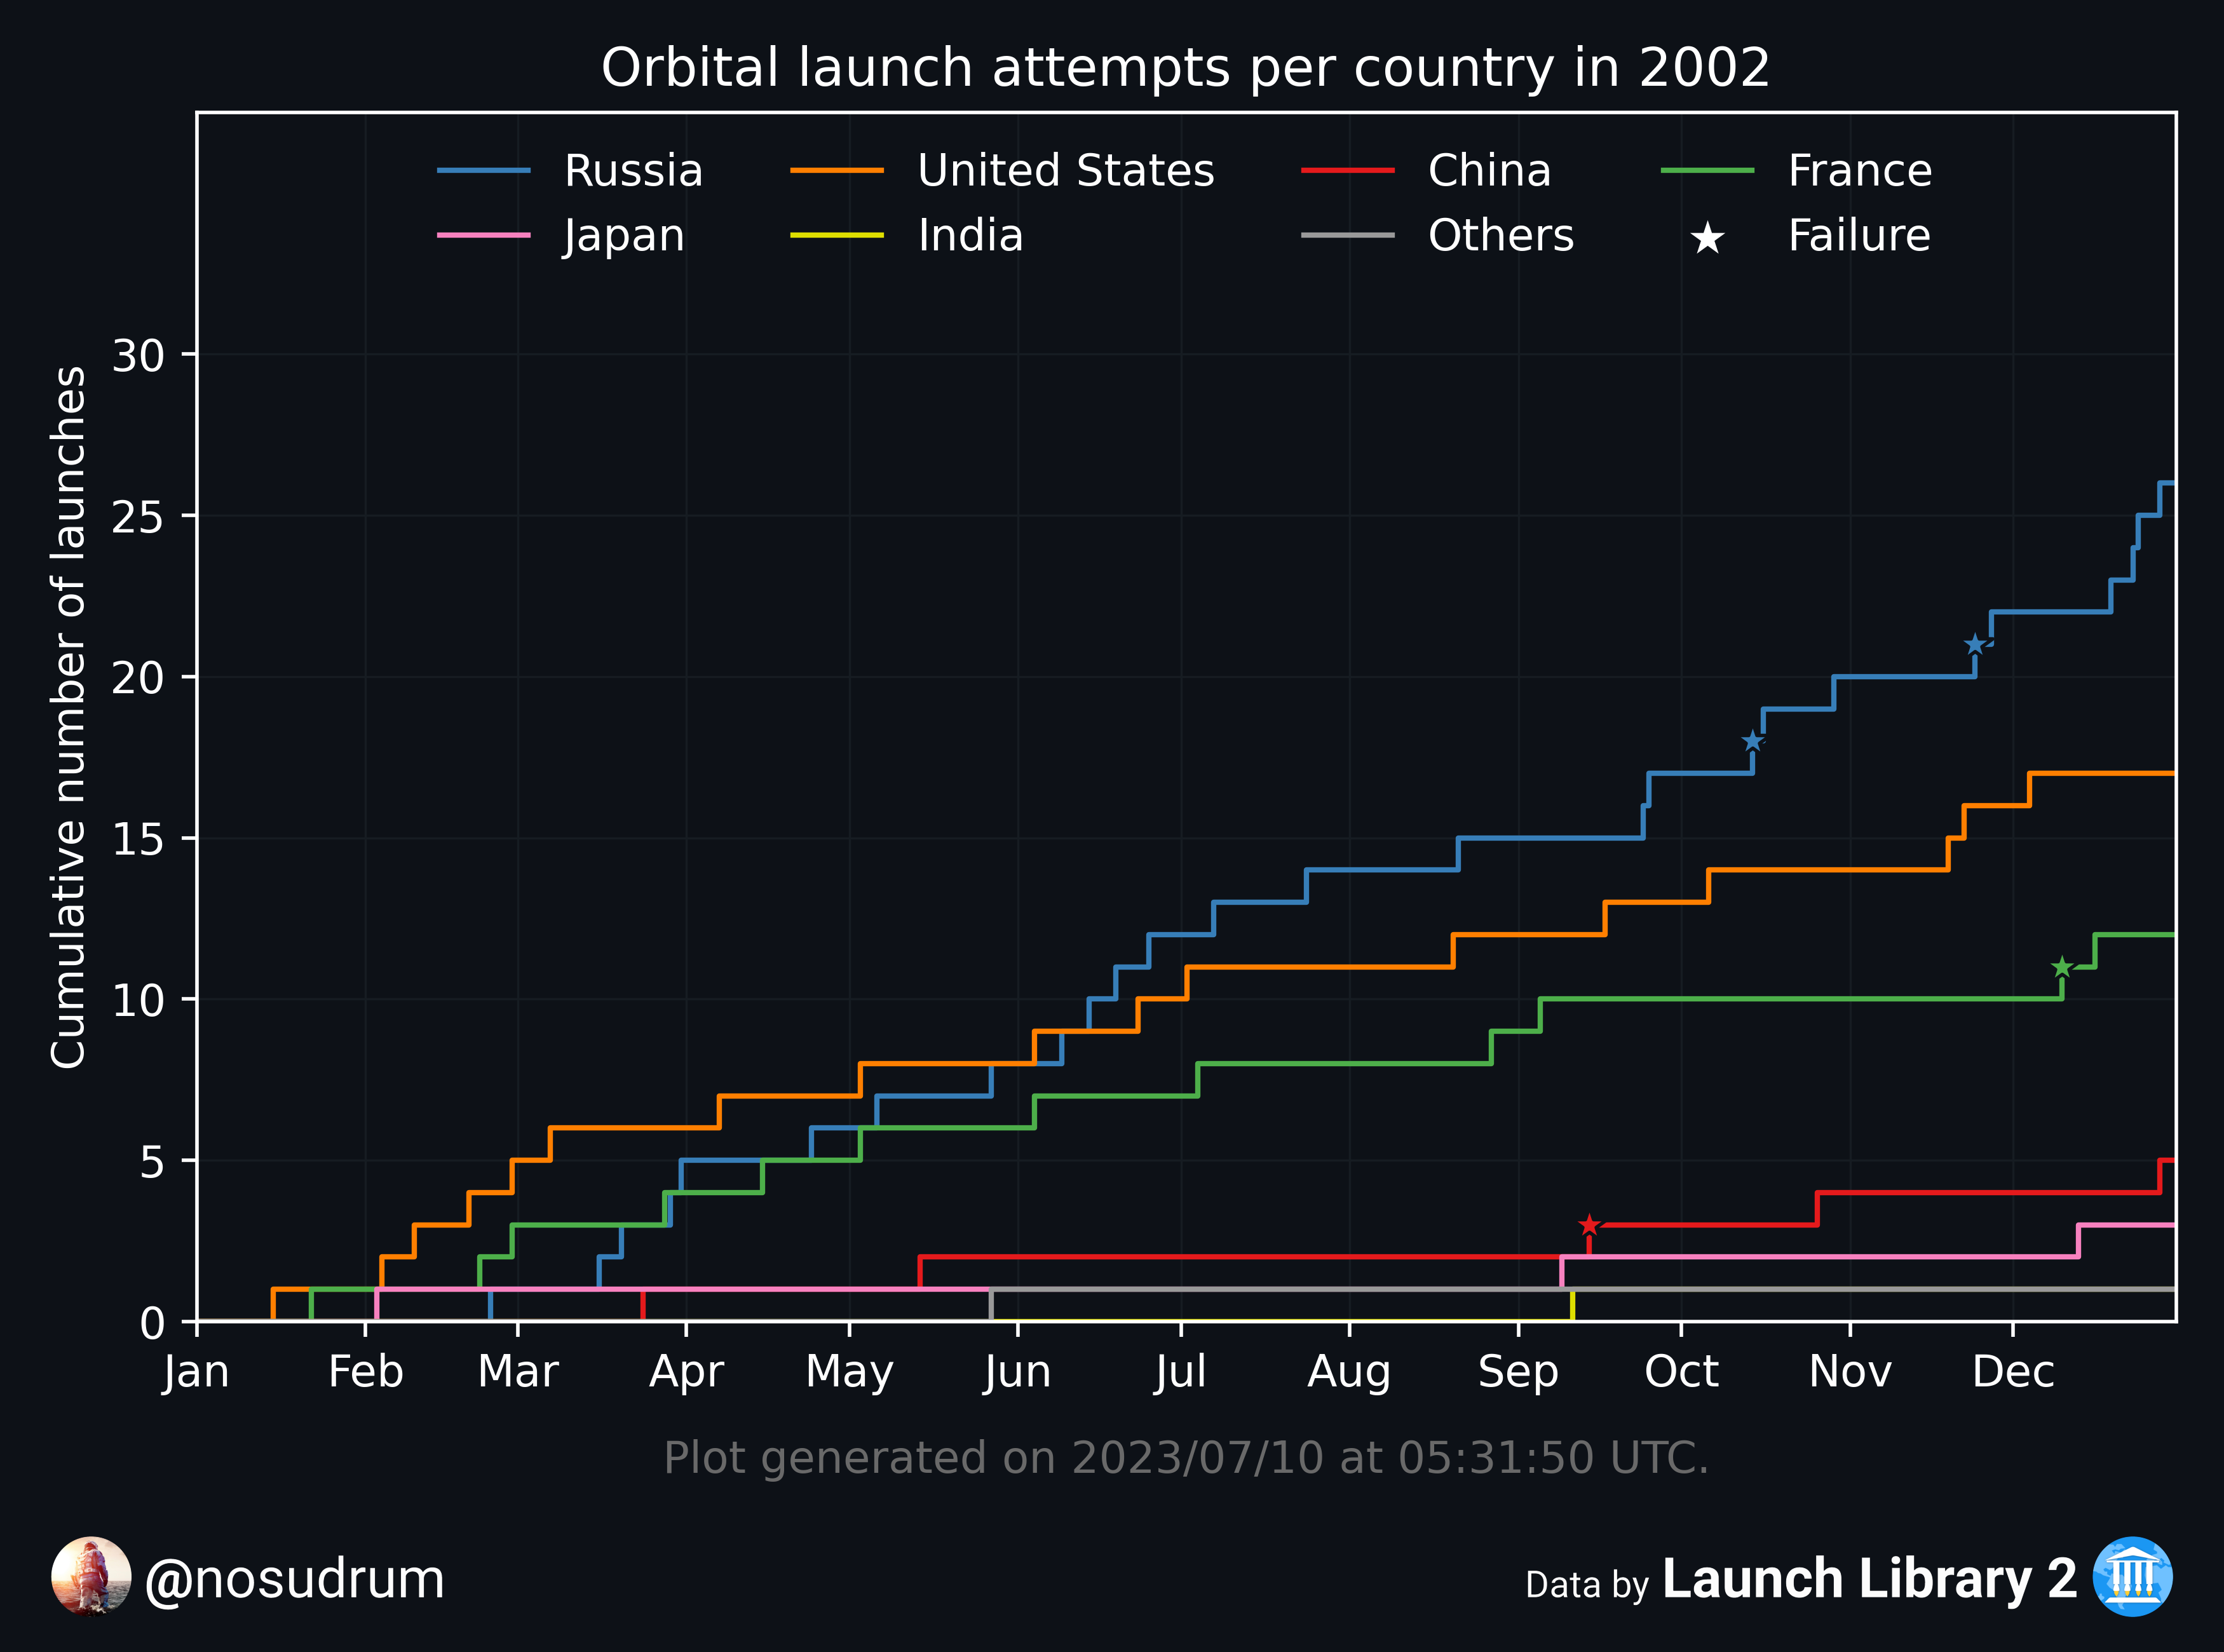 Orbital launch attempts per country in 2002
Russia United States China France
Japan India Others Failure
Cumulative number of launches
30
25
20
15
10
5
0
Jan Feb Mar Apr May Jun Jul Aug Sep Oct Nov Dec
Plot generated on 2023/07/10 at 05:31:50 UTC.
@nosudrum
Data by Launch Library 2